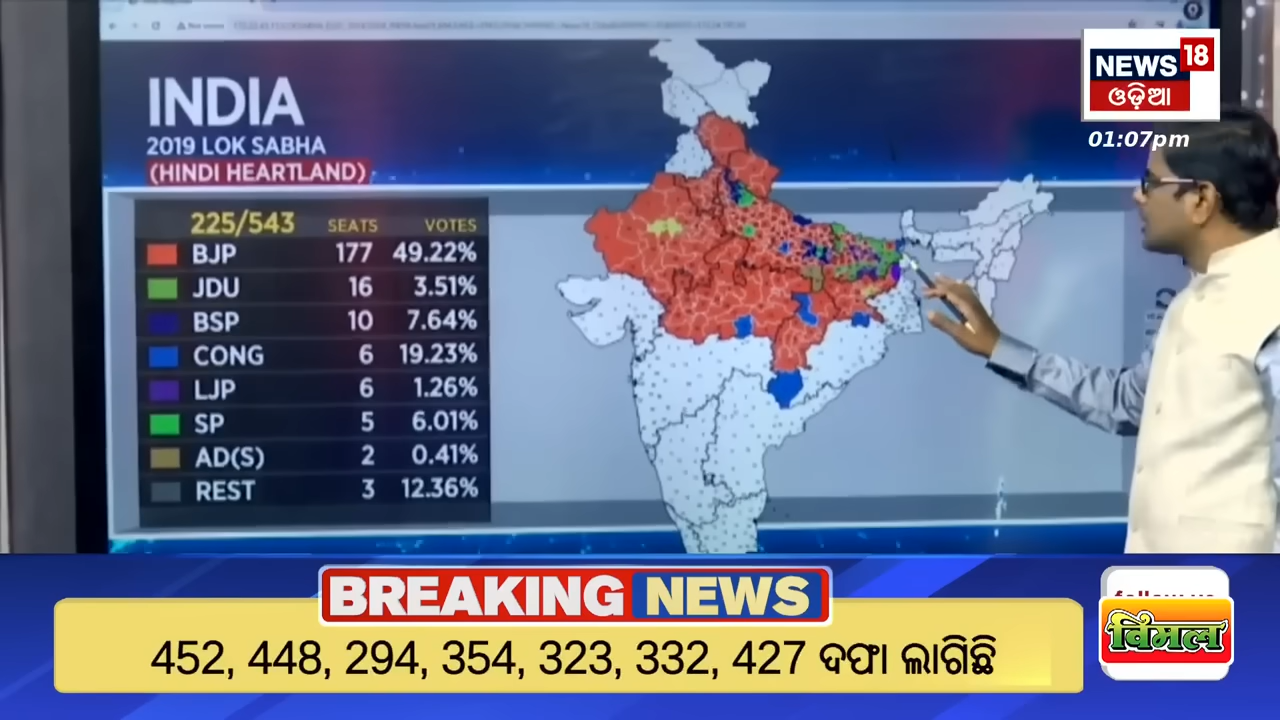 NEWS 18
ଓଡ଼ିଆ
01:07pm
INDIA
2019 LOK SABHA
(HINDI HEARTLAND)
225/543 SEATS VOTES
BJP 177 49.22%
JDU 16 3.51%
BSP 10 7.64%
CONG 6 19.23%
LJP 6 1.26%
SP 5 6.01%
AD(S) 2 0.41%
REST 3 12.36%
BREAKING NEWS
452, 448, 294, 354, 323, 332, 427 ଦଫା ଲାଗିଛି
विमल